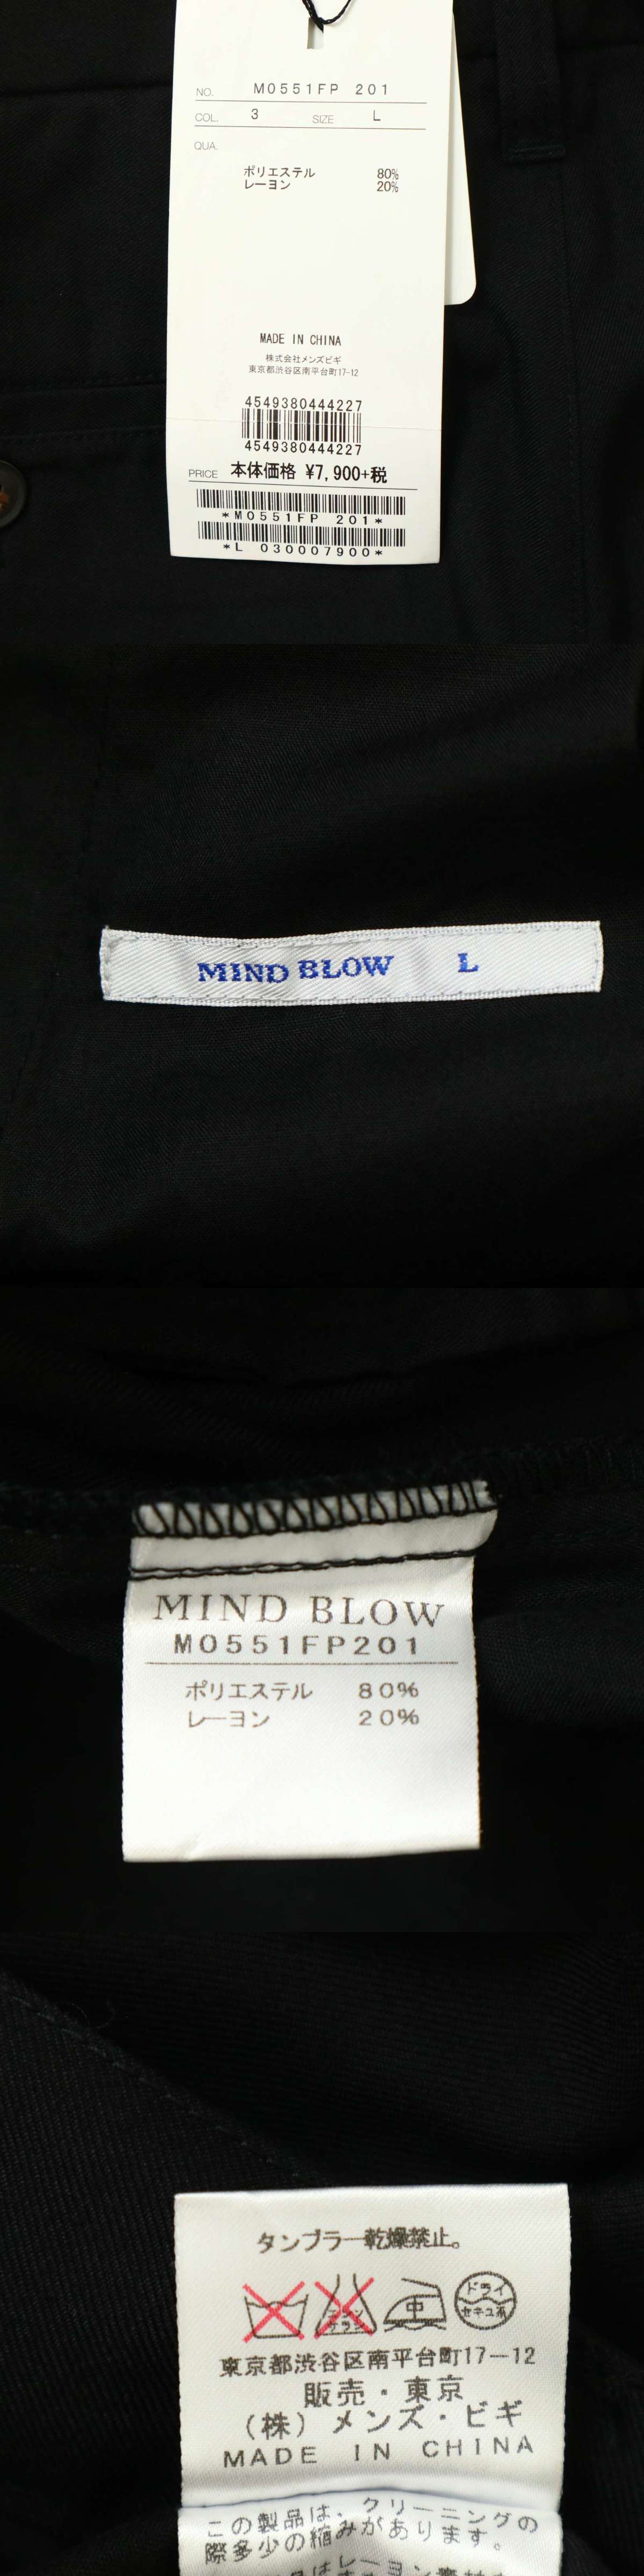 NO. M0551FP 201
COL. 3 SIZE L
QUA.
ポリエステル 80%
レーヨン 20%
MADE IN CHINA
株式会社メンズビギ
東京都渋谷区南平台町17-12
4549380444227
4549380444227
PRICE 本体価格 ¥7,900+税
*M0551FP 201*
*L 030007900*
MIND BLOW L
MIND BLOW
M0551FP201
ポリエステル 80%
レーヨン 20%
タンブラー乾燥禁止。
エンソ
サラシ
中
ドライ
セキユ系
東京都渋谷区南平台町17-12
販売・東京
(株)メンズ・ビギ
MADE IN CHINA
この製品は、クリーニングの
際多少の縮みがあります。